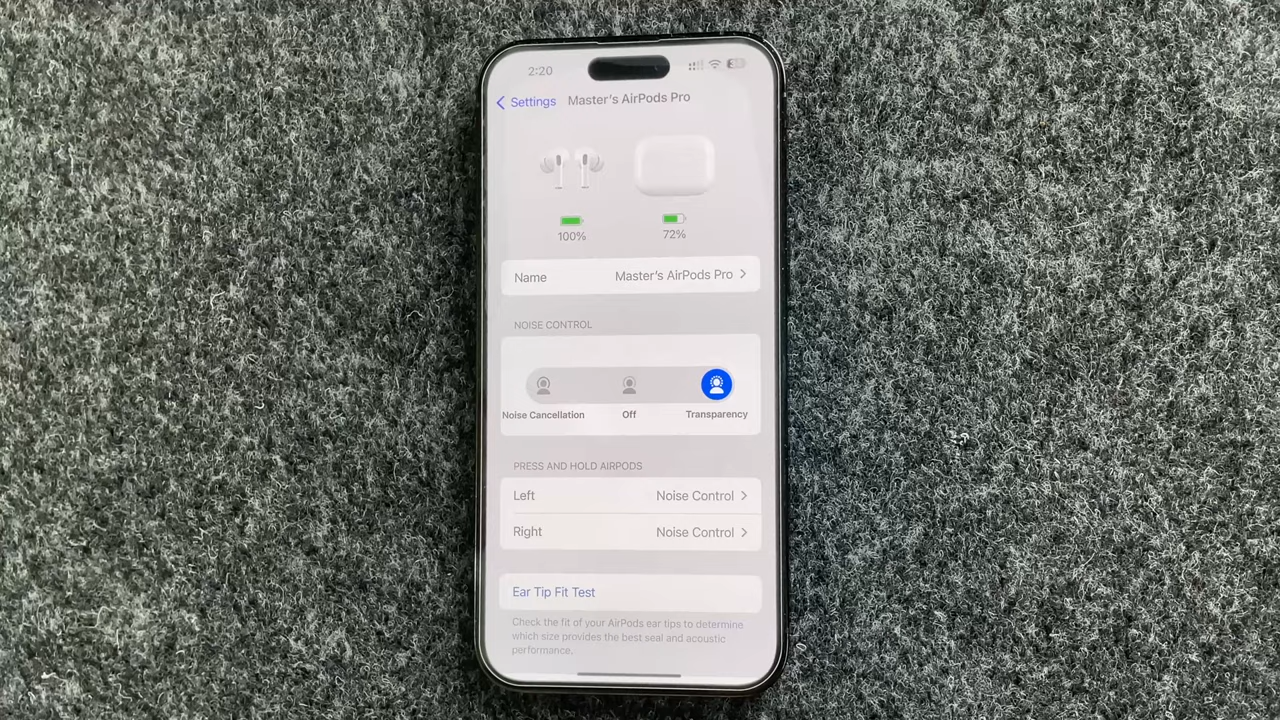 2:20
Settings Master's AirPods Pro
100% 72%
Name Master's AirPods Pro
NOISE CONTROL
Noise Cancellation Off Transparency
PRESS AND HOLD AIRPODS
Left Noise Control
Right Noise Control
Ear Tip Fit Test
Check the fit of your AirPods ear tips to determine
which size provides the best seal and acoustic
performance.